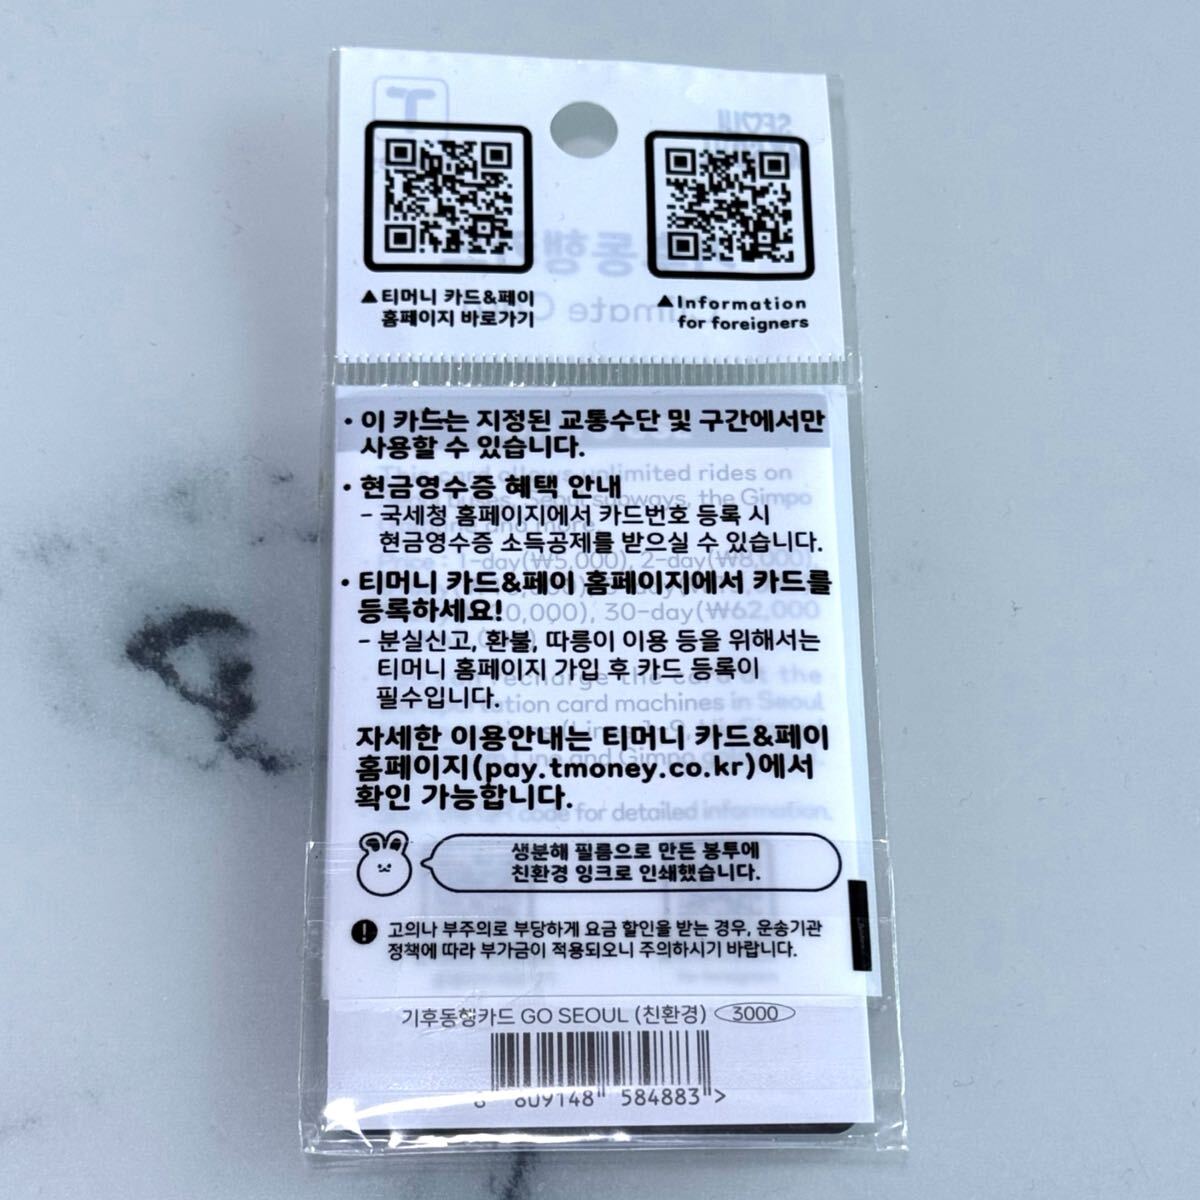 ▲티머니 카드&페이
홈페이지 바로가기
▲Information
for foreigners
• 이 카드는 지정된 교통수단 및 구간에서만
사용할 수 있습니다.
• 현금영수증 혜택 안내
- 국세청 홈페이지에서 카드번호 등록 시
현금영수증 소득공제를 받으실 수 있습니다.
• 티머니 카드&페이 홈페이지에서 카드를
등록하세요!
- 분실신고, 환불, 따릉이 이용 등을 위해서는
티머니 홈페이지 가입 후 카드 등록이
필수입니다.
자세한 이용안내는 티머니 카드&페이
홈페이지(pay.tmoney.co.kr)에서
확인 가능합니다.
생분해 필름으로 만든 봉투에
친환경 잉크로 인쇄했습니다.
! 고의나 부주의로 부당하게 요금 할인을 받는 경우, 운송기관
정책에 따라 부가금이 적용되오니 주의하시기 바랍니다.
기후동행카드 GO SEOUL (친환경) 3000
8 809148 584883 >